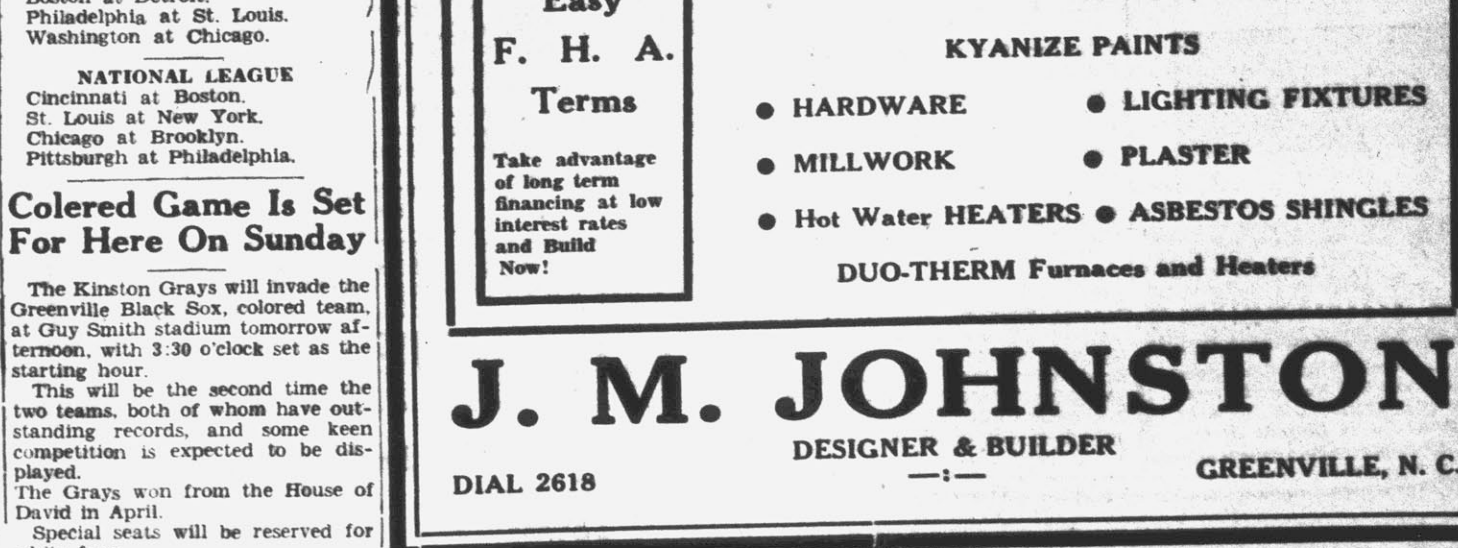 Philadelphia at St. Louis.
Washington at Chicago.
NATIONAL LEAGUE
Cincinnati at Boston.
St. Louis at New York.
Chicago at Brooklyn.
Pittsburgh at Philadelphia.
Colered Game Is Set
For Here On Sunday
The Kinston Grays will invade the
Greenville Black Sox, colored team,
at Guy Smith stadium tomorrow af-
ternoon, with 3:30 o'clock set as the
starting hour.
This will be the second time the
two teams, both of whom have out-
standing records, and some keen
competition is expected to be dis-
played.
The Grays won from the House of
David in April.
Special seats will be reserved for
Easy
F. H. A.
Terms
Take advantage
of long term
financing at low
interest rates
and Build
Now!
KYANIZE PAINTS
● HARDWARE
● LIGHTING FIXTURES
● MILLWORK
● PLASTER
● Hot Water HEATERS
● ASBESTOS SHINGLES
DUO-THERM Furnaces and Heaters
J. M. JOHNSTON
DESIGNER & BUILDER
—:—
DIAL 2618
GREENVILLE, N. C.